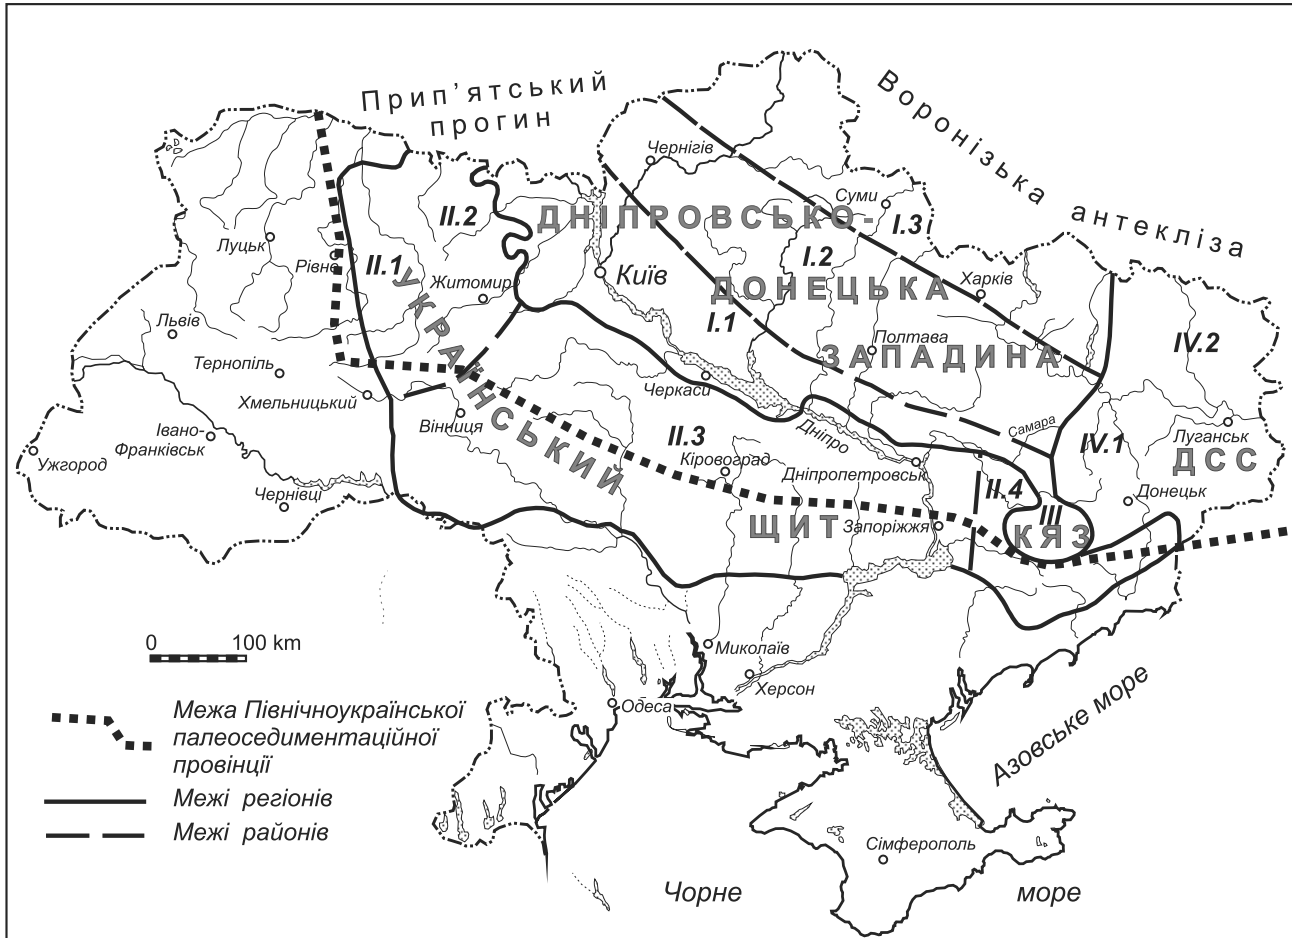 Прип’ятський
прогин
Воронізька антекліза
Чернігів
Суми
I.3
II.2
ДНІПРОВСЬКО-
Луцьк
Рівне
II.1
I.2
Житомир
Київ
Харків
ДОНЕЦЬКА
I.1
Львів
УКРАЇНСЬКИЙ
Полтава
IV.2
ЗАПАДИНА
Тернопіль
Черкаси
Хмельницький
Вінниця
Дніпро
Самара
Івано-
Франківськ
II.3
IV.1
Луганськ
Ужгород
Кіровоград
ДСС
Дніпропетровськ
Чернівці
II.4
Донецьк
III
ЩИТ
Запоріжжя
КЯЗ
0 100 km
Миколаїв
Херсон
Одеса
Азовське море
Межа Північноукраїнської
палеоседиментаційної
провінції
Межі регіонів
Межі районів
Сімферополь
Чорне море